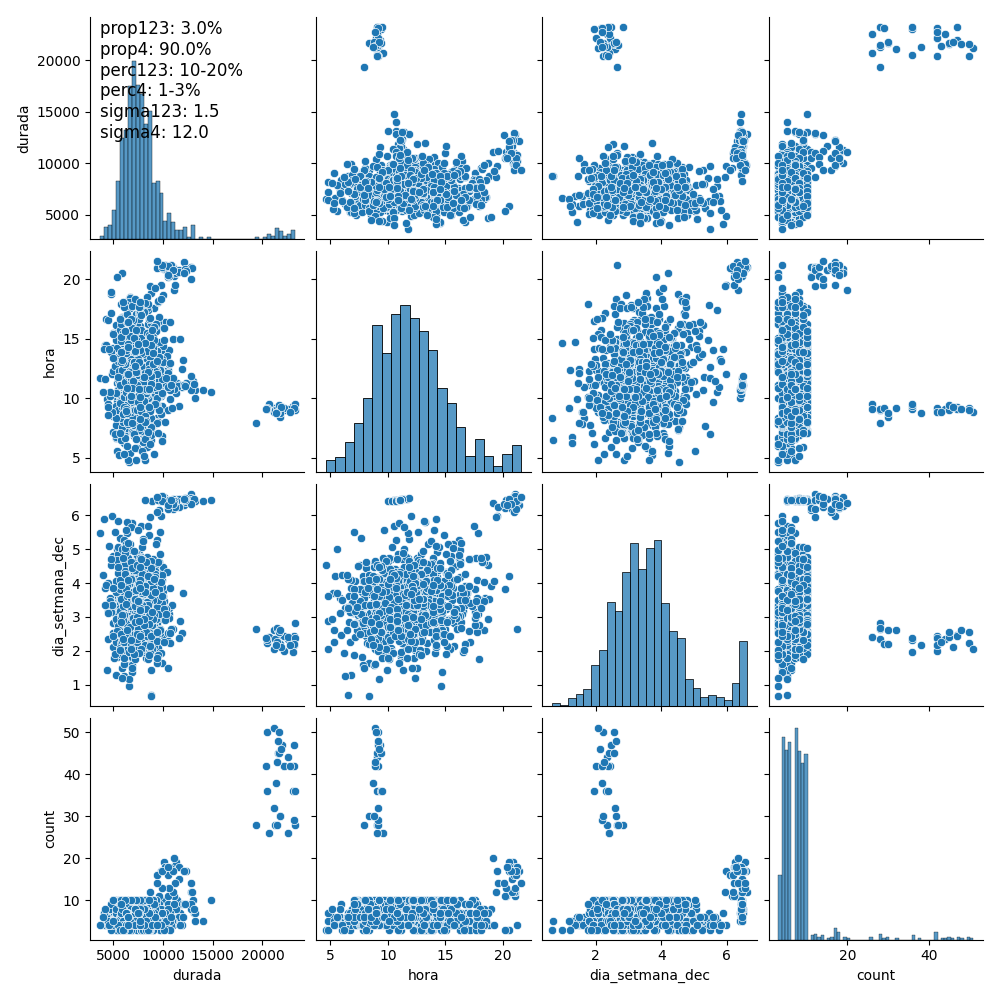 prop123: 3.0%
prop4: 90.0%
perc123: 10-20%
perc4: 1-3%
sigma123: 1.5
sigma4: 12.0
20000
15000
10000
5000
durada
20
15
10
5
hora
6
5
4
3
2
1
dia_setmana_dec
50
40
30
20
10
count
5000 10000 15000 20000
durada
5 10 15 20
hora
2 4 6
dia_setmana_dec
20 40
count